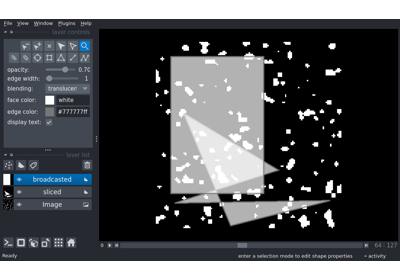 File View Window Plugins Help
layer controls
opacity: 0.70
edge width: 1
blending: translucen
face color: white
edge color: #777777ff
display text:
layer list
broadcasted
sliced
Image
64 127
Ready enter a selection mode to edit shape properties activity